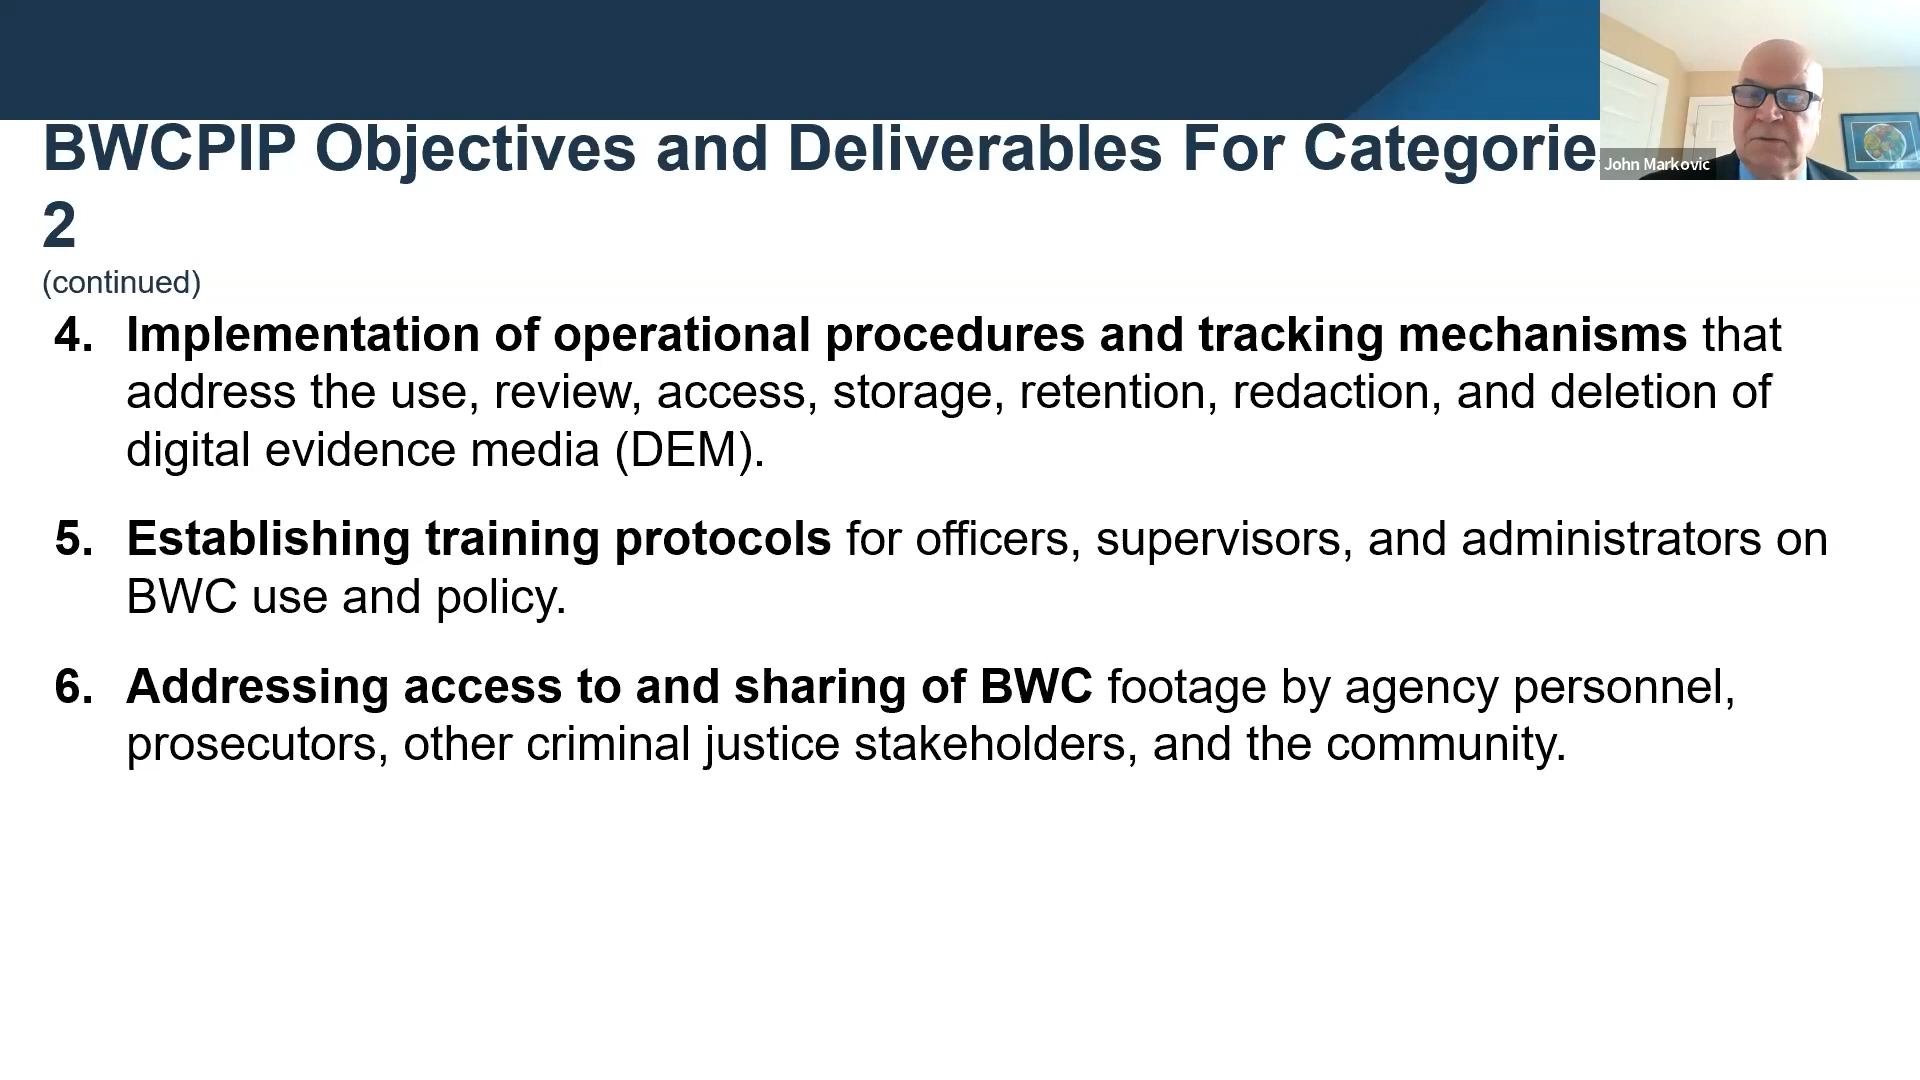 BWCPIP Objectives and Deliverables For Categorie
2
(continued)
John Markovic
4. Implementation of operational procedures and tracking mechanisms that
address the use, review, access, storage, retention, redaction, and deletion of
digital evidence media (DEM).
5. Establishing training protocols for officers, supervisors, and administrators on
BWC use and policy.
6. Addressing access to and sharing of BWC footage by agency personnel,
prosecutors, other criminal justice stakeholders, and the community.